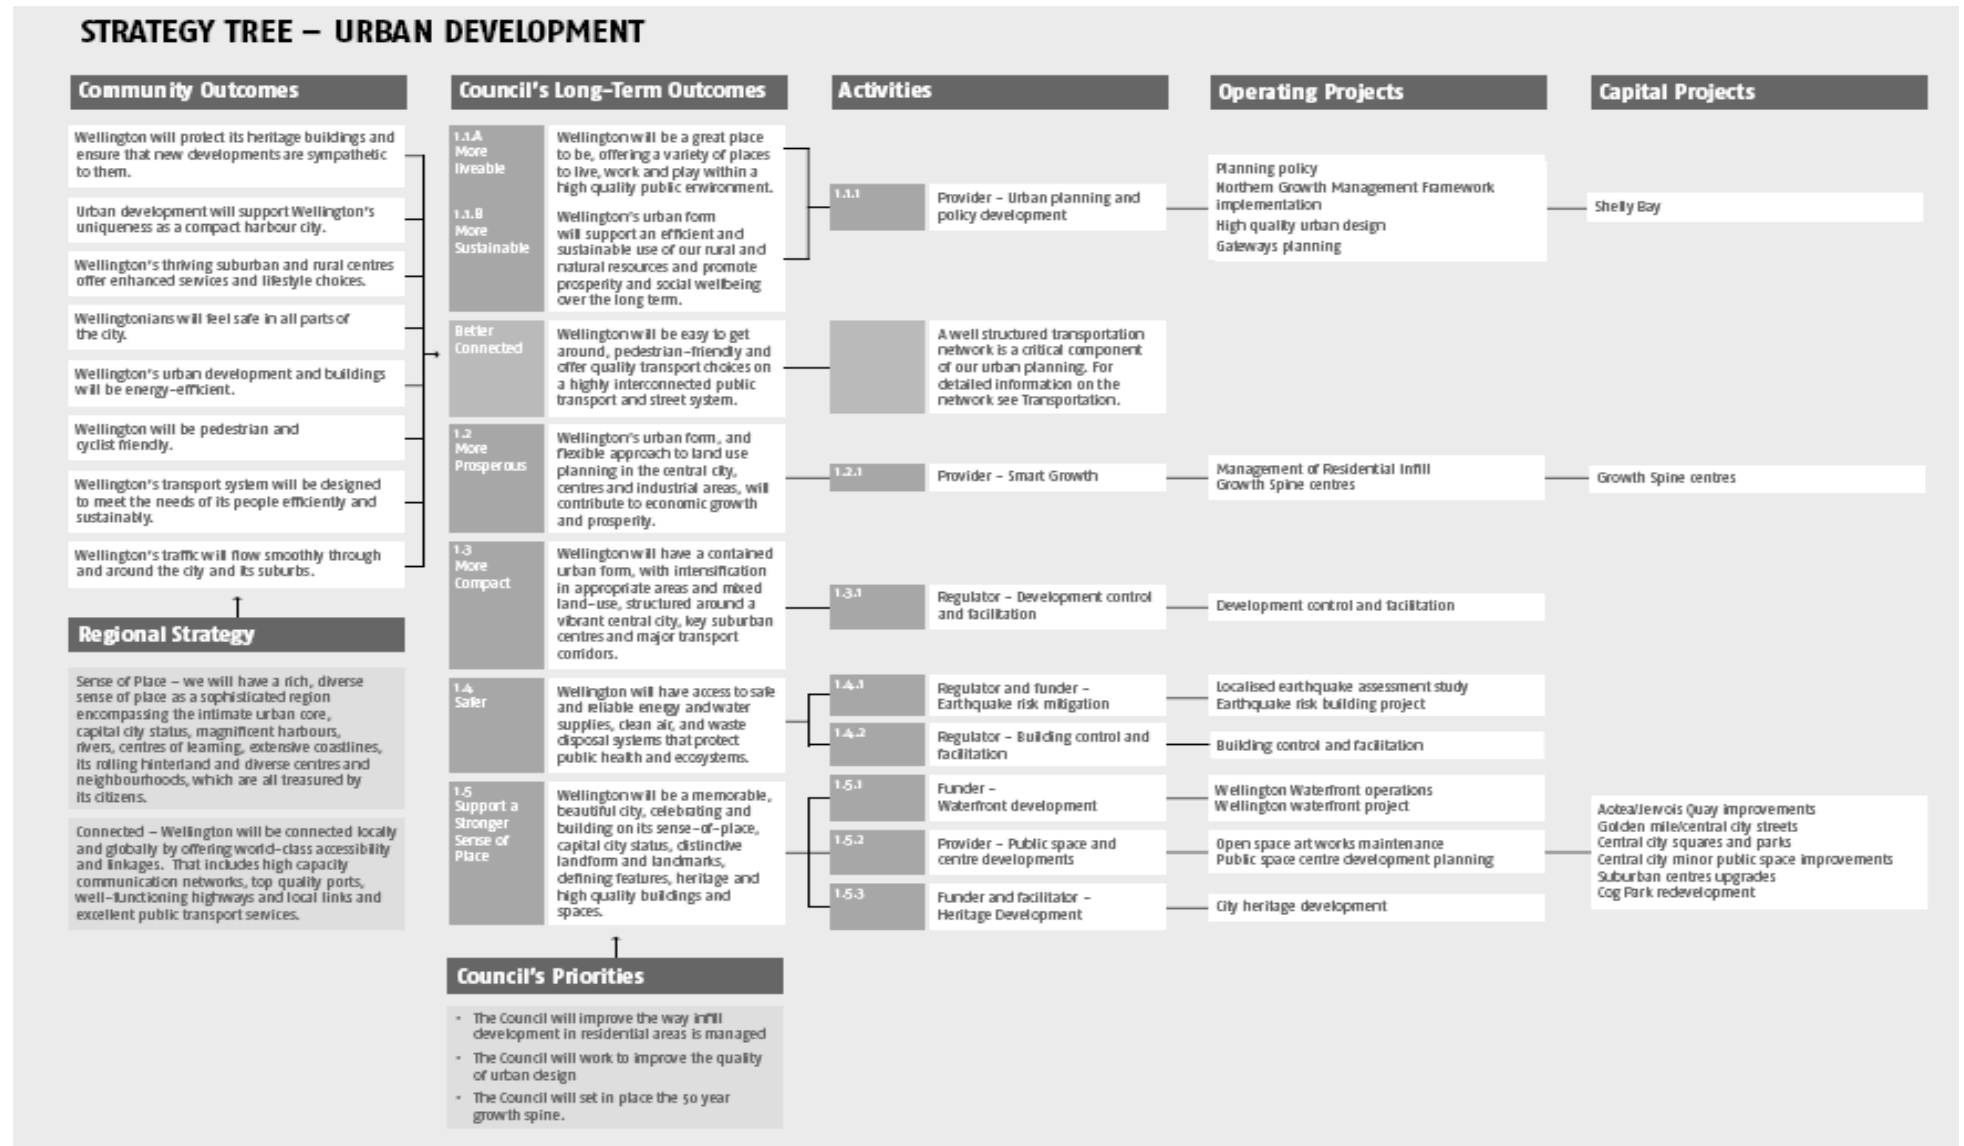 STRATEGY TREE – URBAN DEVELOPMENT
Community Outcomes
Wellington will protect its heritage buildings and
ensure that new developments are sympathetic
to them.
Urban development will support Wellington's
uniqueness as a compact harbour city.
Wellington's thriving suburban and rural centres
offer enhanced services and lifestyle choices.
Wellingtonians will feel safe in all parts of
the city.
Wellington's urban development and buildings
will be energy-efficient.
Wellington will be pedestrian and
cyclist friendly.
Wellington's transport system will be designed
to meet the needs of its people efficiently and
sustainably.
Wellington's traffic will flow smoothly through
and around the city and its suburbs.
Regional Strategy
Sense of Place – we will have a rich, diverse
sense of place as a sophisticated region
encompassing the intimate urban core,
capital city status, magnificent harbours,
rivers, centres of learning, extensive coastlines,
its rolling hinterland and diverse centres and
neighbourhoods, which are all treasured by
its citizens.
Connected – Wellington will be connected locally
and globally by offering world-class accessibility
and linkages. That includes high capacity
communication networks, top quality ports,
well-functioning highways and local links and
excellent public transport services.
Council's Long-Term Outcomes
1.1.A
More
liveable
Wellington will be a great place
to be, offering a variety of places
to live, work and play within a
high quality public environment.
1.1.B
More
Sustainable
Wellington's urban form
will support an efficient and
sustainable use of our rural and
natural resources and promote
prosperity and social wellbeing
over the long term.
Better
Connected
Wellington will be easy to get
around, pedestrian-friendly and
offer quality transport choices on
a highly interconnected public
transport and street system.
1.2
More
Prosperous
Wellington's urban form, and
flexible approach to land use
planning in the central city,
centres and industrial areas, will
contribute to economic growth
and prosperity.
1.3
More
Compact
Wellington will have a contained
urban form, with intensification
in appropriate areas and mixed
land-use, structured around a
vibrant central city, key suburban
centres and major transport
corridors.
1.4
Safer
Wellington will have access to safe
and reliable energy and water
supplies, clean air, and waste
disposal systems that protect
public health and ecosystems.
1.5
Support a
Stronger
Sense of
Place
Wellington will be a memorable,
beautiful city, celebrating and
building on its sense-of-place,
capital city status, distinctive
landform and landmarks,
defining features, heritage and
high quality buildings and
spaces.
Council's Priorities
• The Council will improve the way infill
development in residential areas is managed
• The Council will work to improve the quality
of urban design
• The Council will set in place the 50 year
growth spine.
Activities
1.1.1
Provider – Urban planning and
policy development
A well structured transportation
network is a critical component
of our urban planning. For
detailed information on the
network see Transportation.
1.2.1
Provider – Smart Growth
1.3.1
Regulator – Development control
and facilitation
1.4.1
Regulator and funder –
Earthquake risk mitigation
1.4.2
Regulator – Building control and
facilitation
1.5.1
Funder –
Waterfront development
1.5.2
Provider – Public space and
centre developments
1.5.3
Funder and facilitator –
Heritage Development
Operating Projects
Planning policy
Northern Growth Management Framework
implementation
High quality urban design
Gateways planning
Management of Residential Infill
Growth Spine centres
Development control and facilitation
Localised earthquake assessment study
Earthquake risk building project
Building control and facilitation
Wellington Waterfront operations
Wellington waterfront project
Open space art works maintenance
Public space centre development planning
City heritage development
Capital Projects
Shelly Bay
Growth Spine centres
Aotea/Jervois Quay improvements
Golden mile/central city streets
Central city squares and parks
Central city minor public space improvements
Suburban centres upgrades
Cog Park redevelopment